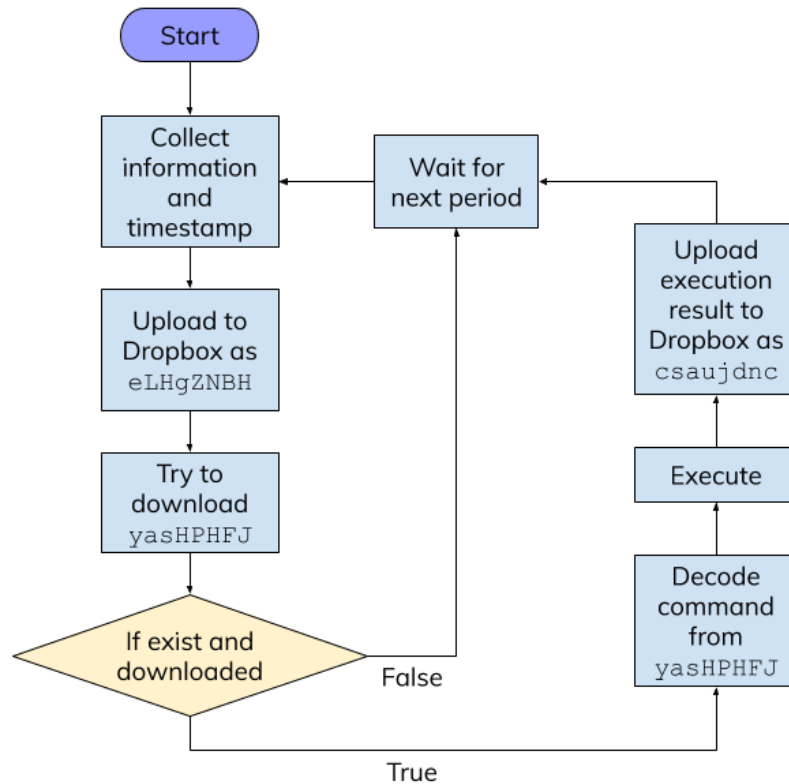 Start
Collect
information
and
timestamp
Upload to
Dropbox as
eLHgZNBH
Try to
download
yasHPHFJ
If exist and
downloaded
False
True
Wait for
next period
Upload
execution
result to
Dropbox as
csaujdnc
Execute
Decode
command
from
yasHPHFJ